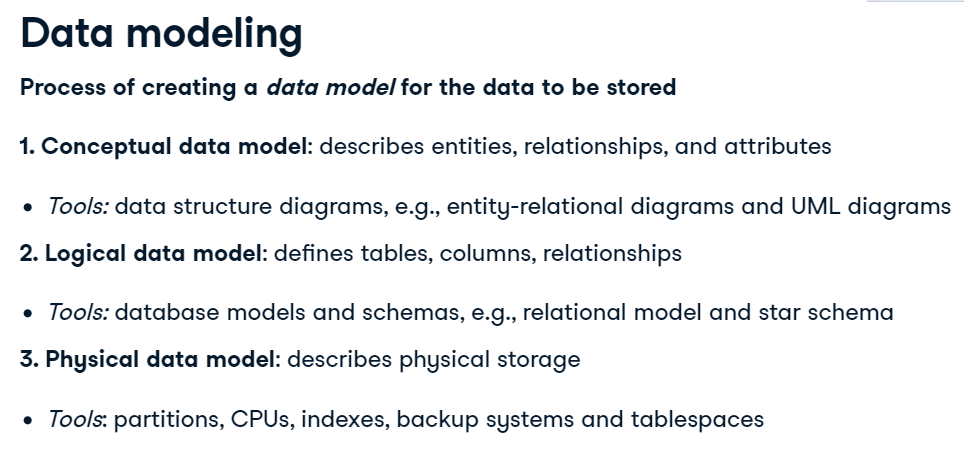 Data modeling
Process of creating a data model for the data to be stored
1. Conceptual data model: describes entities, relationships, and attributes
• Tools: data structure diagrams, e.g., entity-relational diagrams and UML diagrams
2. Logical data model: defines tables, columns, relationships
• Tools: database models and schemas, e.g., relational model and star schema
3. Physical data model: describes physical storage
• Tools: partitions, CPUs, indexes, backup systems and tablespaces